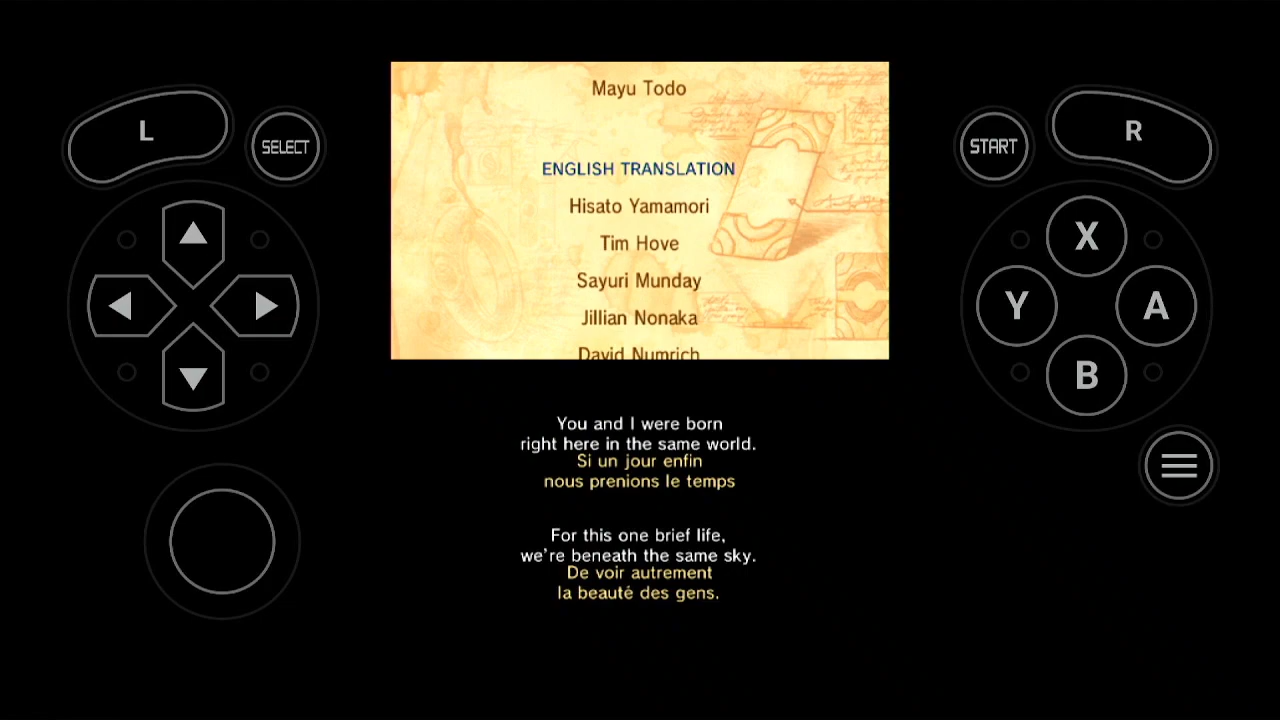 L
SELECT
START
R
X
Y
A
B
Mayu Todo
ENGLISH TRANSLATION
Hisato Yamamori
Tim Hove
Sayuri Munday
Jillian Nonaka
David Numrich
You and I were born
right here in the same world.
Si un jour enfin
nous prenions le temps
For this one brief life,
we're beneath the same sky.
De voir autrement
la beauté des gens.